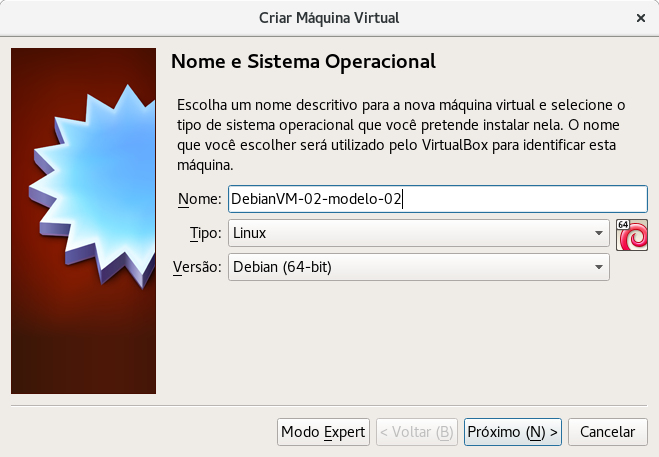 Criar Máquina Virtual
Nome e Sistema Operacional
Escolha um nome descritivo para a nova máquina virtual e selecione o
tipo de sistema operacional que você pretende instalar nela. O nome
que você escolher será utilizado pelo VirtualBox para identificar esta
máquina.
Nome: DebianVM-02-modelo-02
Tipo: Linux
64
Versão: Debian (64-bit)
Modo Expert < Voltar (B) Próximo (N) > Cancelar